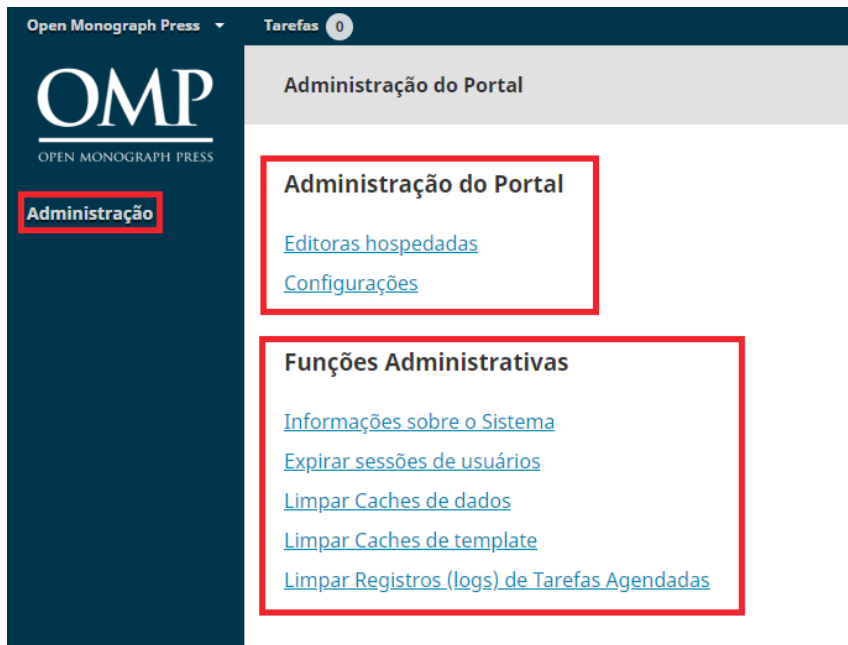 Open Monograph Press
Tarefas 0
OMP
OPEN MONOGRAPH PRESS
Administração
Administração do Portal
Administração do Portal
Editoras hospedadas
Configurações
Funções Administrativas
Informações sobre o Sistema
Expirar sessões de usuários
Limpar Caches de dados
Limpar Caches de template
Limpar Registros (logs) de Tarefas Agendadas